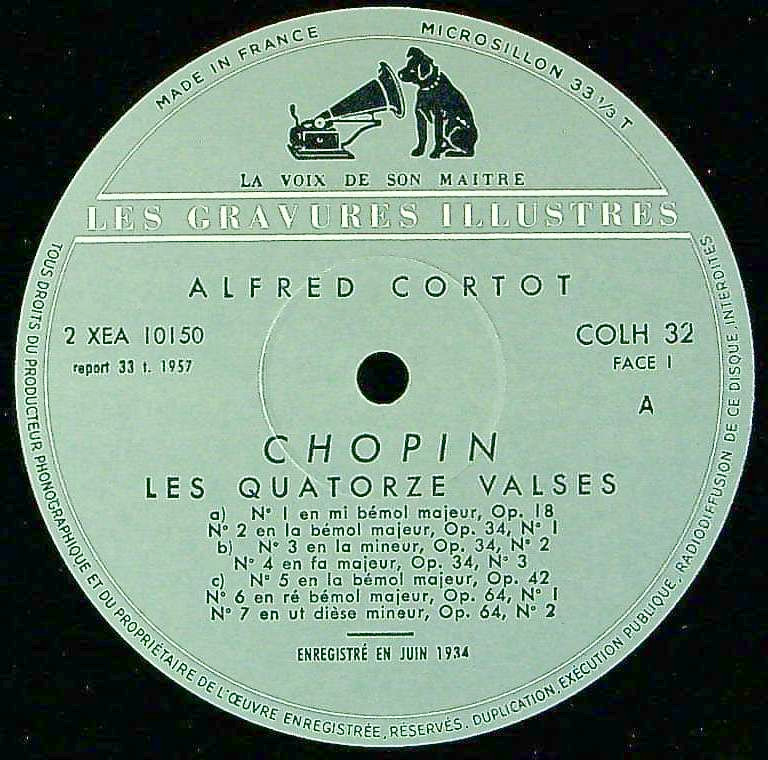 MADE IN FRANCE
MICROSILLON 33 1/3 T
LA VOIX DE SON MAITRE
LES GRAVURES ILLUSTRES
ALFRED CORTOT
2 XEA 10150
report 33 t. 1957
COLH 32
FACE 1
A
CHOPIN
LES QUATORZE VALSES
a) N° 1 en mi bémol majeur, Op. 18
N° 2 en la bémol majeur, Op. 34, N° 1
b) N° 3 en la mineur, Op. 34, N° 2
N° 4 en fa majeur, Op. 34, N° 3
c) N° 5 en la bémol majeur, Op. 42
N° 6 en ré bémol majeur, Op. 64, N° 1
N° 7 en ut dièse mineur, Op. 64, N° 2
ENREGISTRÉ EN JUIN 1934
TOUS DROITS DU PRODUCTEUR PHONOGRAPHIQUE ET DU PROPRIÉTAIRE DE L'ŒUVRE ENREGISTRÉE, RÉSERVÉS. DUPLICATION, EXÉCUTION PUBLIQUE, RADIODIFFUSION DE CE DISQUE INTERDITES